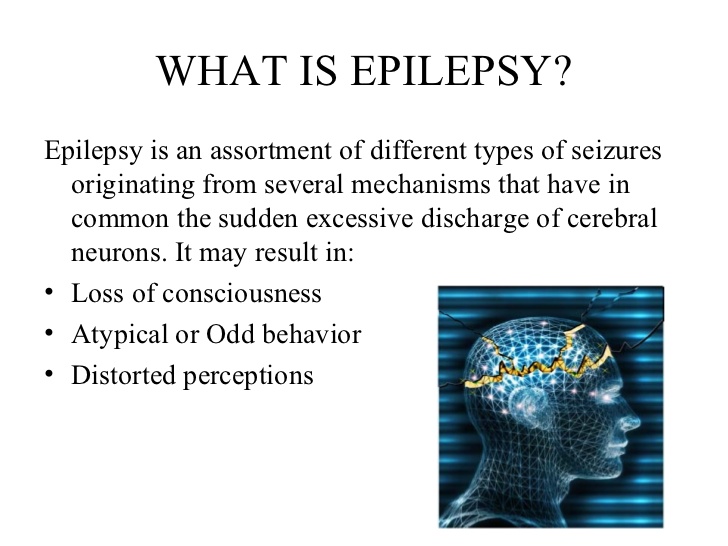 WHAT IS EPILEPSY?
Epilepsy is an assortment of different types of seizures
originating from several mechanisms that have in
common the sudden excessive discharge of cerebral
neurons. It may result in:
• Loss of consciousness
• Atypical or Odd behavior
• Distorted perceptions